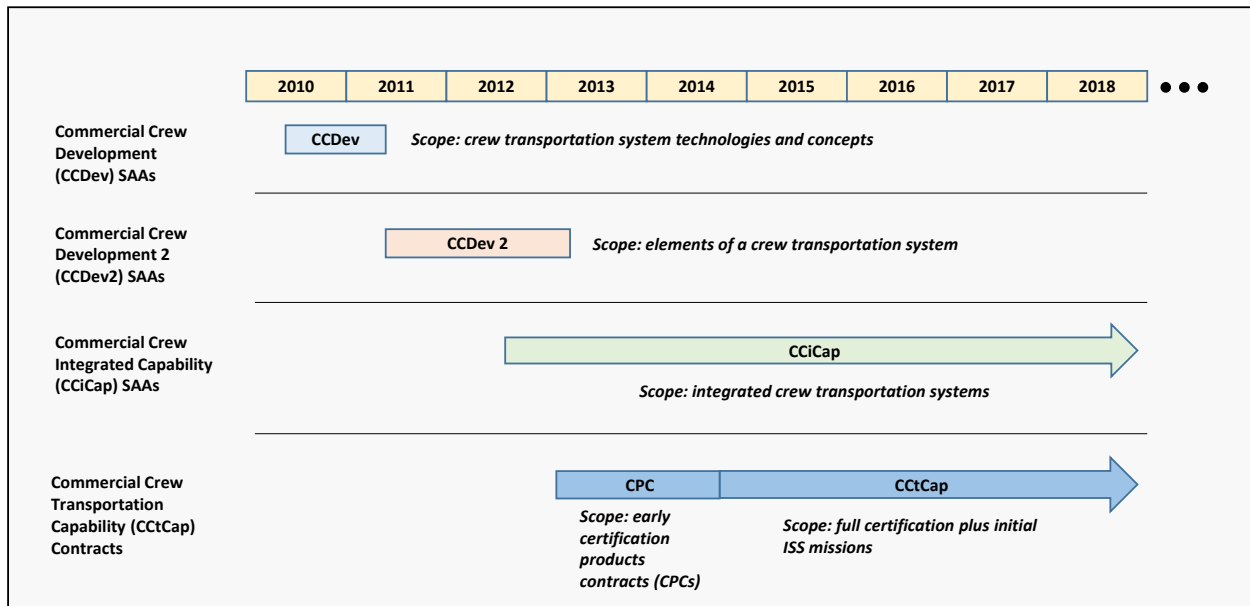 2010 2011 2012 2013 2014 2015 2016 2017 2018 ● ● ●
Commercial Crew
Development
(CCDev) SAAs
CCDev
Scope: crew transportation system technologies and concepts
Commercial Crew
Development 2
(CCDev2) SAAs
CCDev 2
Scope: elements of a crew transportation system
Commercial Crew
Integrated Capability
(CCiCap) SAAs
CCiCap
Scope: integrated crew transportation systems
Commercial Crew
Transportation
Capability (CCtCap)
Contracts
CPC
Scope: early
certification
products
contracts (CPCs)
CCtCap
Scope: full certification plus initial
ISS missions